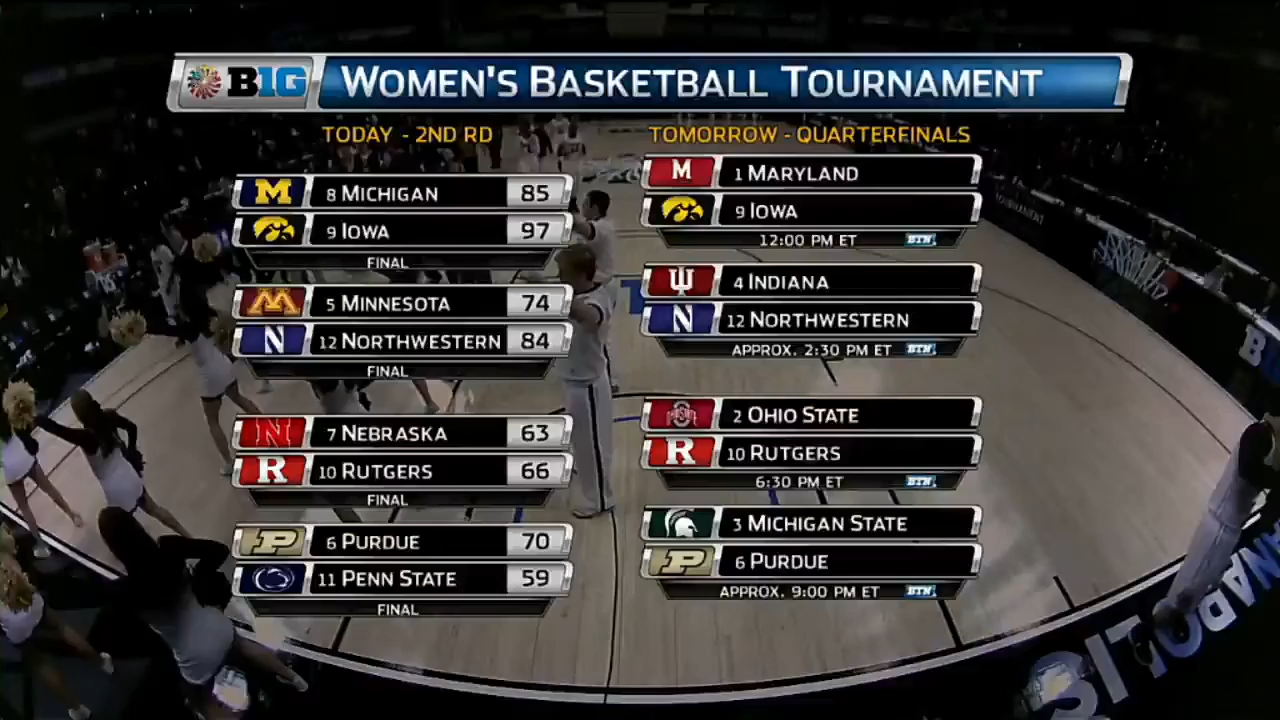 B1G WOMEN'S BASKETBALL TOURNAMENT
TODAY - 2ND RD
M 8 MICHIGAN 85
9 IOWA 97
FINAL
M 5 MINNESOTA 74
N 12 NORTHWESTERN 84
FINAL
N 7 NEBRASKA 63
R 10 RUTGERS 66
FINAL
P 6 PURDUE 70
11 PENN STATE 59
FINAL
TOMORROW - QUARTERFINALS
M 1 MARYLAND
9 IOWA
12:00 PM ET BTN
IU 4 INDIANA
N 12 NORTHWESTERN
APPROX. 2:30 PM ET BTN
2 OHIO STATE
R 10 RUTGERS
6:30 PM ET BTN
3 MICHIGAN STATE
P 6 PURDUE
APPROX. 9:00 PM ET BTN
TOURNAMENT